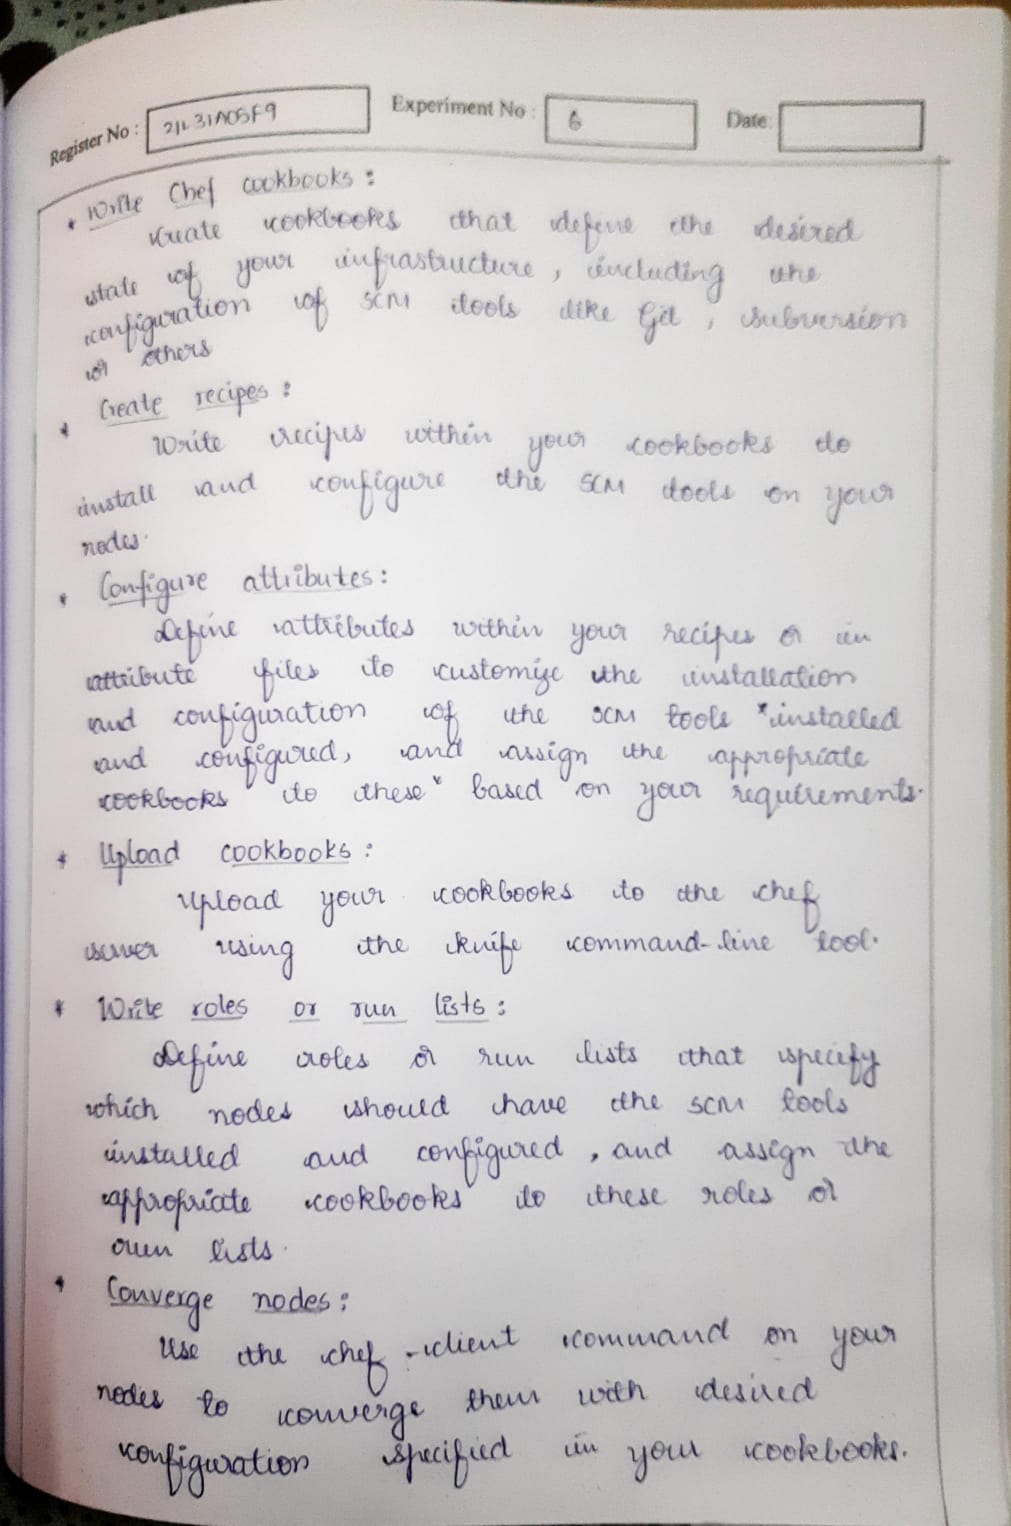 Register No : 21L31A05F9 Experiment No : 6 Date:
* Write Chef cookbooks :
Create cookbooks that define the desired
state of your infrastructure, including the
configuration of SCM tools like Git, Subversion
or others
* Create recipes :
Write recipes within your cookbooks to
install and configure the SCM tools on your
nodes.
* Configure attributes :
Define attributes within your recipes or in
attribute files to customize the installation
and configuration of the SCM tools "installed
and configured, and assign the appropriate
cookbooks to these" based on your requirements.
* Upload cookbooks :
Upload your cookbooks to the chef
server using the knife command-line tool.
* Write roles or run lists :
Define roles or run lists that specify
which nodes should have the SCM tools
installed and configured, and assign the
appropriate cookbooks to these roles or
run lists.
* Converge nodes :
Use the chef-client command on your
nodes to converge them with desired
configuration specified in your cookbooks.